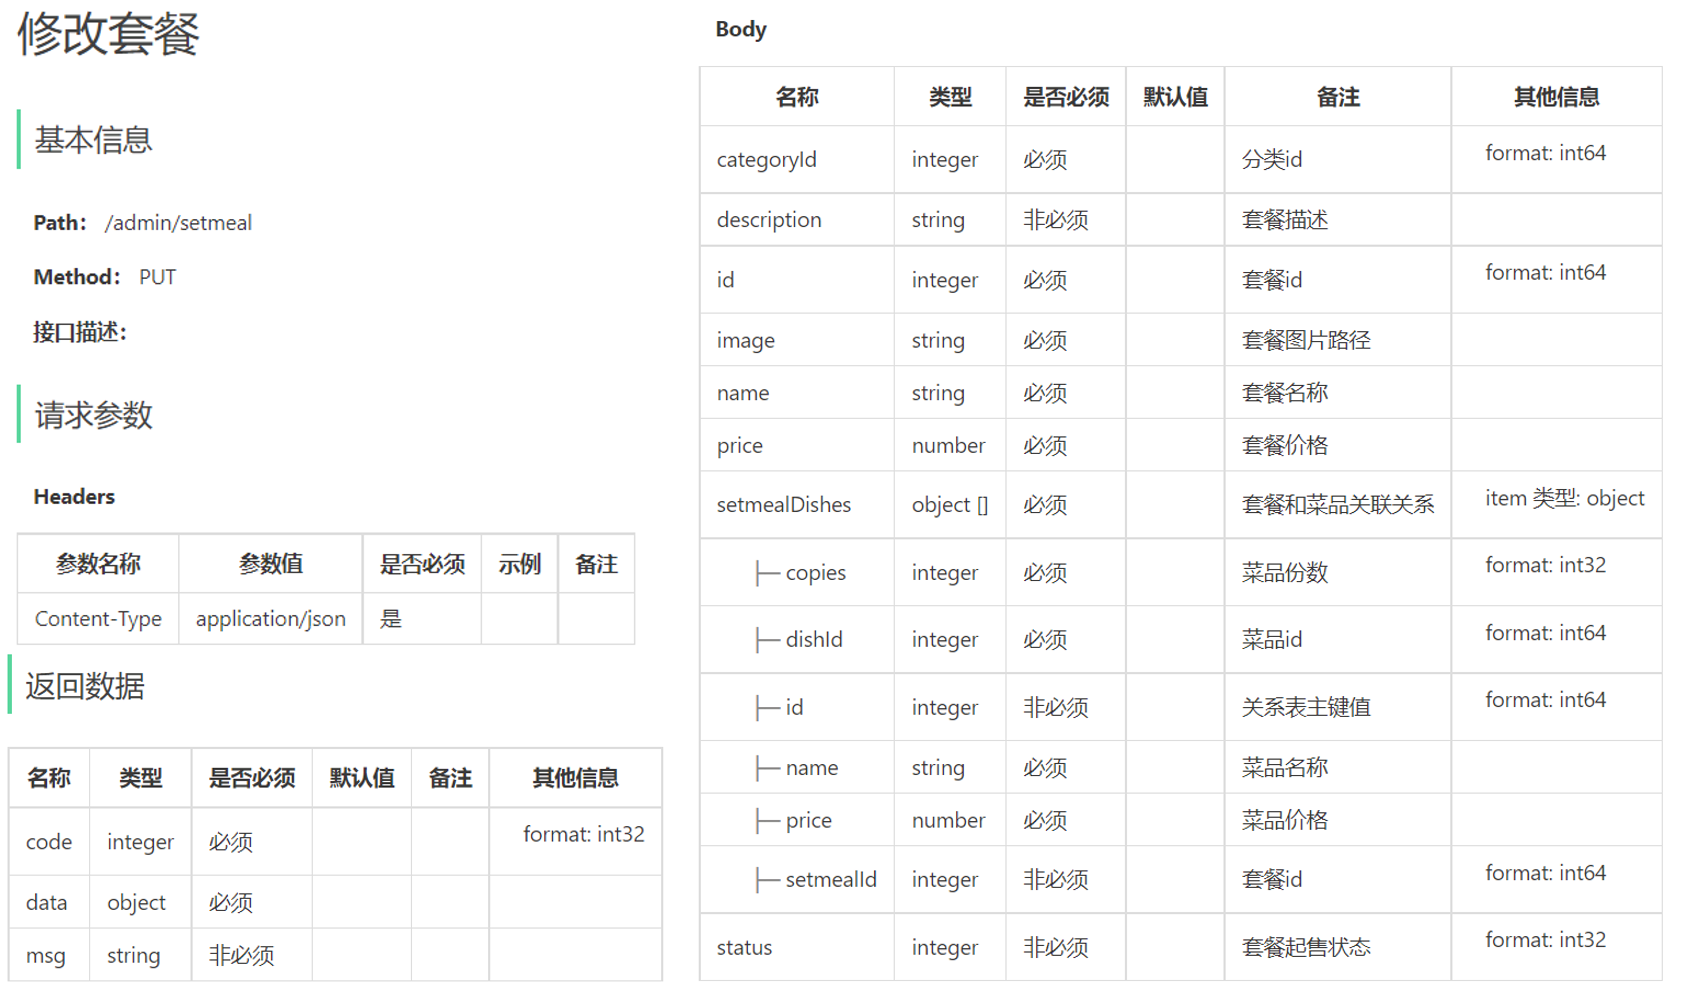 修改套餐
基本信息
Path： /admin/setmeal
Method： PUT
接口描述：
请求参数
Headers
参数名称 参数值 是否必须 示例 备注
Content-Type application/json 是
返回数据
名称 类型 是否必须 默认值 备注 其他信息
code integer 必须 format: int32
data object 必须
msg string 非必须
Body
名称 类型 是否必须 默认值 备注 其他信息
categoryId integer 必须 分类id format: int64
description string 非必须 套餐描述
id integer 必须 套餐id format: int64
image string 必须 套餐图片路径
name string 必须 套餐名称
price number 必须 套餐价格
setmealDishes object [] 必须 套餐和菜品关联关系 item 类型: object
├─ copies integer 必须 菜品份数 format: int32
├─ dishId integer 必须 菜品id format: int64
├─ id integer 非必须 关系表主键值 format: int64
├─ name string 必须 菜品名称
├─ price number 必须 菜品价格
├─ setmealId integer 非必须 套餐id format: int64
status integer 非必须 套餐起售状态 format: int32